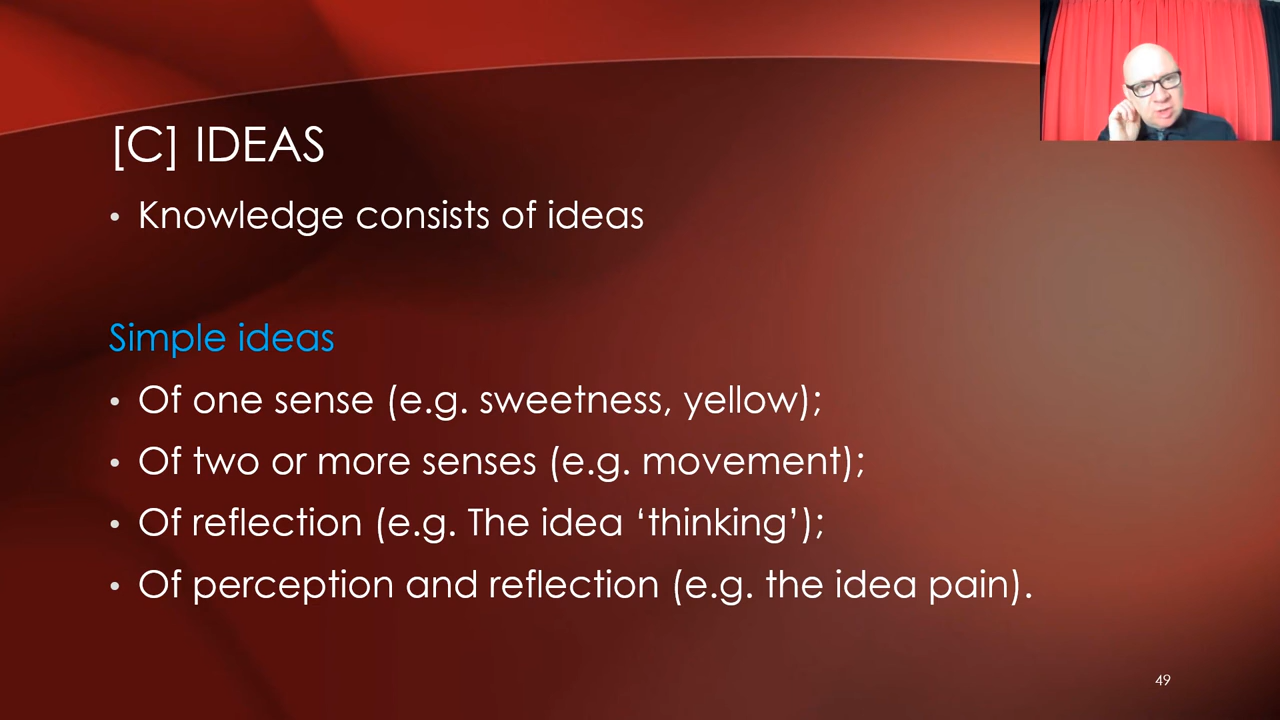 [C] IDEAS
• Knowledge consists of ideas
Simple ideas
• Of one sense (e.g. sweetness, yellow);
• Of two or more senses (e.g. movement);
• Of reflection (e.g. The idea ‘thinking’);
• Of perception and reflection (e.g. the idea pain).
49